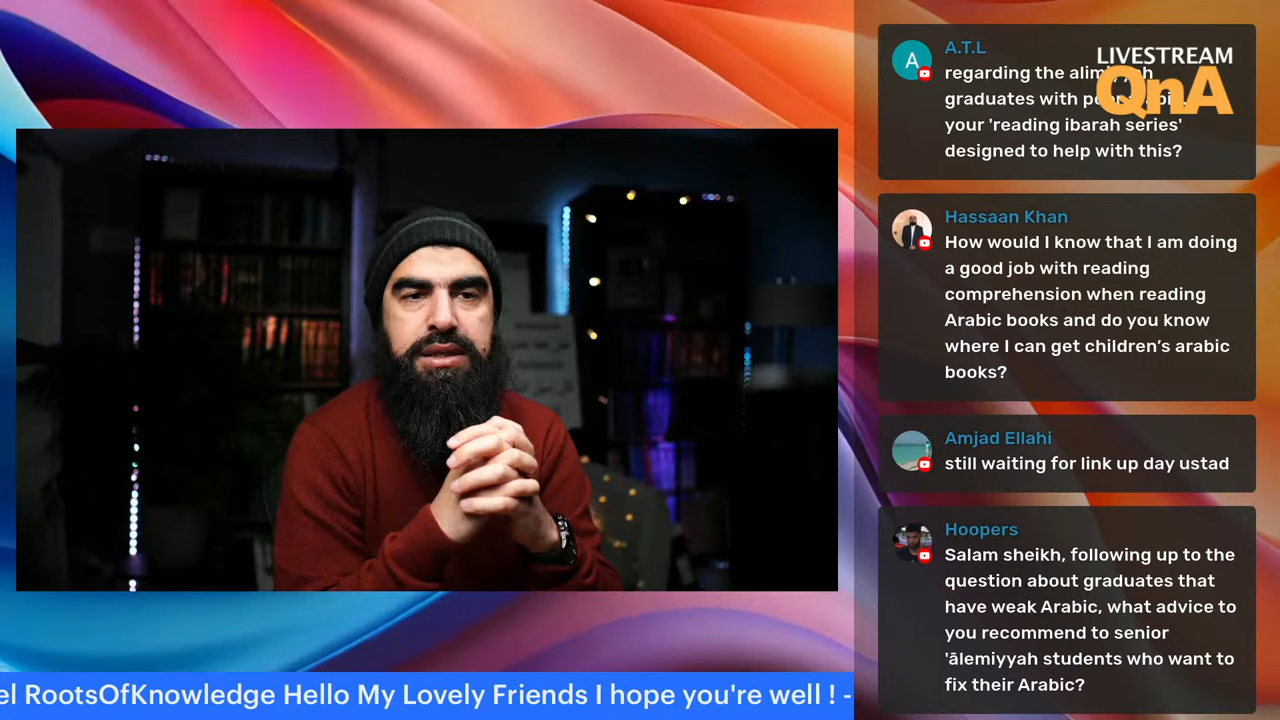 A.T.L
regarding the
graduates with
your 'reading ibarah series'
designed to help with this?
LIVESTREAM
QnA
A
Hassaan Khan
How would I know that I am doing
a good job with reading
comprehension when reading
Arabic books and do you know
where I can get children’s arabic
books?
Amjad Ellahi
still waiting for link up day ustad
Hoopers
Salam sheikh, following up to the
question about graduates that
have weak Arabic, what advice to
you recommend to senior
'ālemiyyah students who want to
fix their Arabic?
el RootsOfKnowledge Hello My Lovely Friends I hope you're well ! -